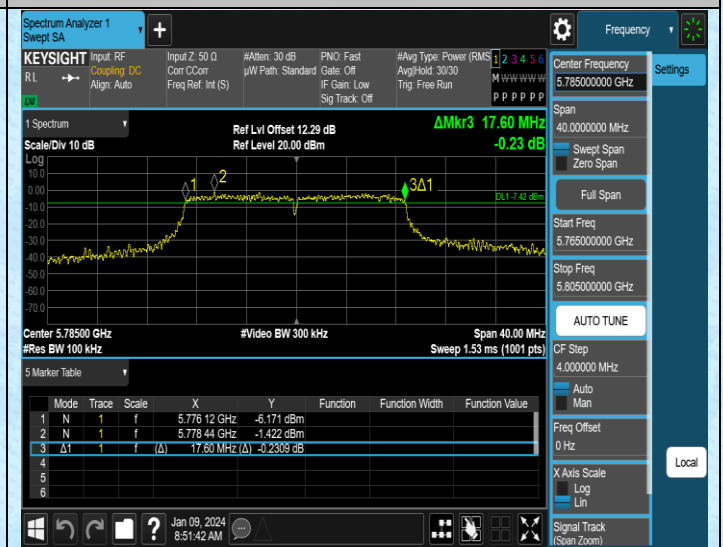 Spectrum Analyzer 1
Swept SA
+
Frequency
KEYSIGHT Input: RF Input Z: 50 Ω #Atten: 30 dB PNO: Fast #Avg Type: Power (RMS 1 2 3 4 5 6
R L Coupling: DC Corr CCorr µW Path: Standard Gate: Off Avg|Hold: 30/30 M W W W W W
Align: Auto Freq Ref: Int (S) IF Gain: Low Trig: Free Run
Sig Track: Off P P P P P P
LXI
1 Spectrum
Scale/Div 10 dB
Ref Lvl Offset 12.29 dB
Ref Level 20.00 dBm
ΔMkr3 17.60 MHz
-0.23 dB
Log
10.0
0.00
-10.0
-20.0
-30.0
-40.0
-50.0
-60.0
-70.0
1
2
3Δ1
DL1 -7.42 dBm
Center 5.78500 GHz #Video BW 300 kHz Span 40.00 MHz
#Res BW 100 kHz Sweep 1.53 ms (1001 pts)
5 Marker Table
Mode Trace Scale X Y Function Function Width Function Value
1 N 1 f 5.776 12 GHz -6.171 dBm
2 N 1 f 5.778 44 GHz -1.422 dBm
3 Δ1 1 f (Δ) 17.60 MHz (Δ) -0.2309 dB
4
5
6
Center Frequency
5.785000000 GHz
Settings
Span
40.0000000 MHz
Swept Span
Zero Span
Full Span
Start Freq
5.765000000 GHz
Stop Freq
5.805000000 GHz
AUTO TUNE
CF Step
4.000000 MHz
Auto
Man
Freq Offset
0 Hz
X Axis Scale
Log
Lin
Signal Track
(Span Zoom)
Local
?
Jan 09, 2024
8:51:42 AM